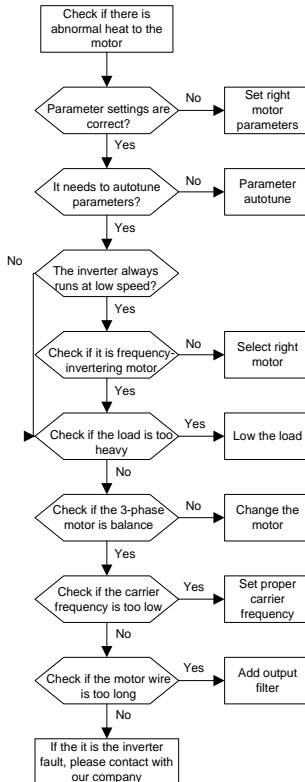 Check if there is
abnormal heat to the
motor
Parameter settings are
correct?
No
Set right
motor
parameters
Yes
It needs to autotune
parameters?
No
Parameter
autotune
Yes
No
The inverter always
runs at low speed?
Yes
Check if it is frequency-
invertering motor
No
Select right
motor
Yes
Check if the load is too
heavy
Yes
Low the load
No
Check if the 3-phase
motor is balance
No
Change the
motor
Yes
Check if the carrier
frequency is too low
Yes
Set proper
carrier
frequency
No
Check if the motor wire
is too long
Yes
Add output
filter
No
If the it is the inverter
fault, please contact with
our company